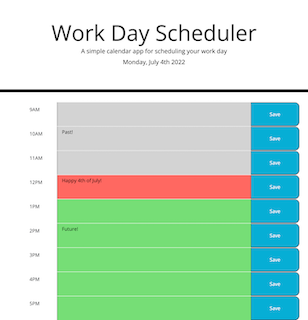 Work Day Scheduler
A simple calendar app for scheduling your work day
Monday, July 4th 2022
9AM Save
10AM Past! Save
11AM Save
12PM Happy 4th of July! Save
1PM Save
2PM Future! Save
3PM Save
4PM Save
5PM Save